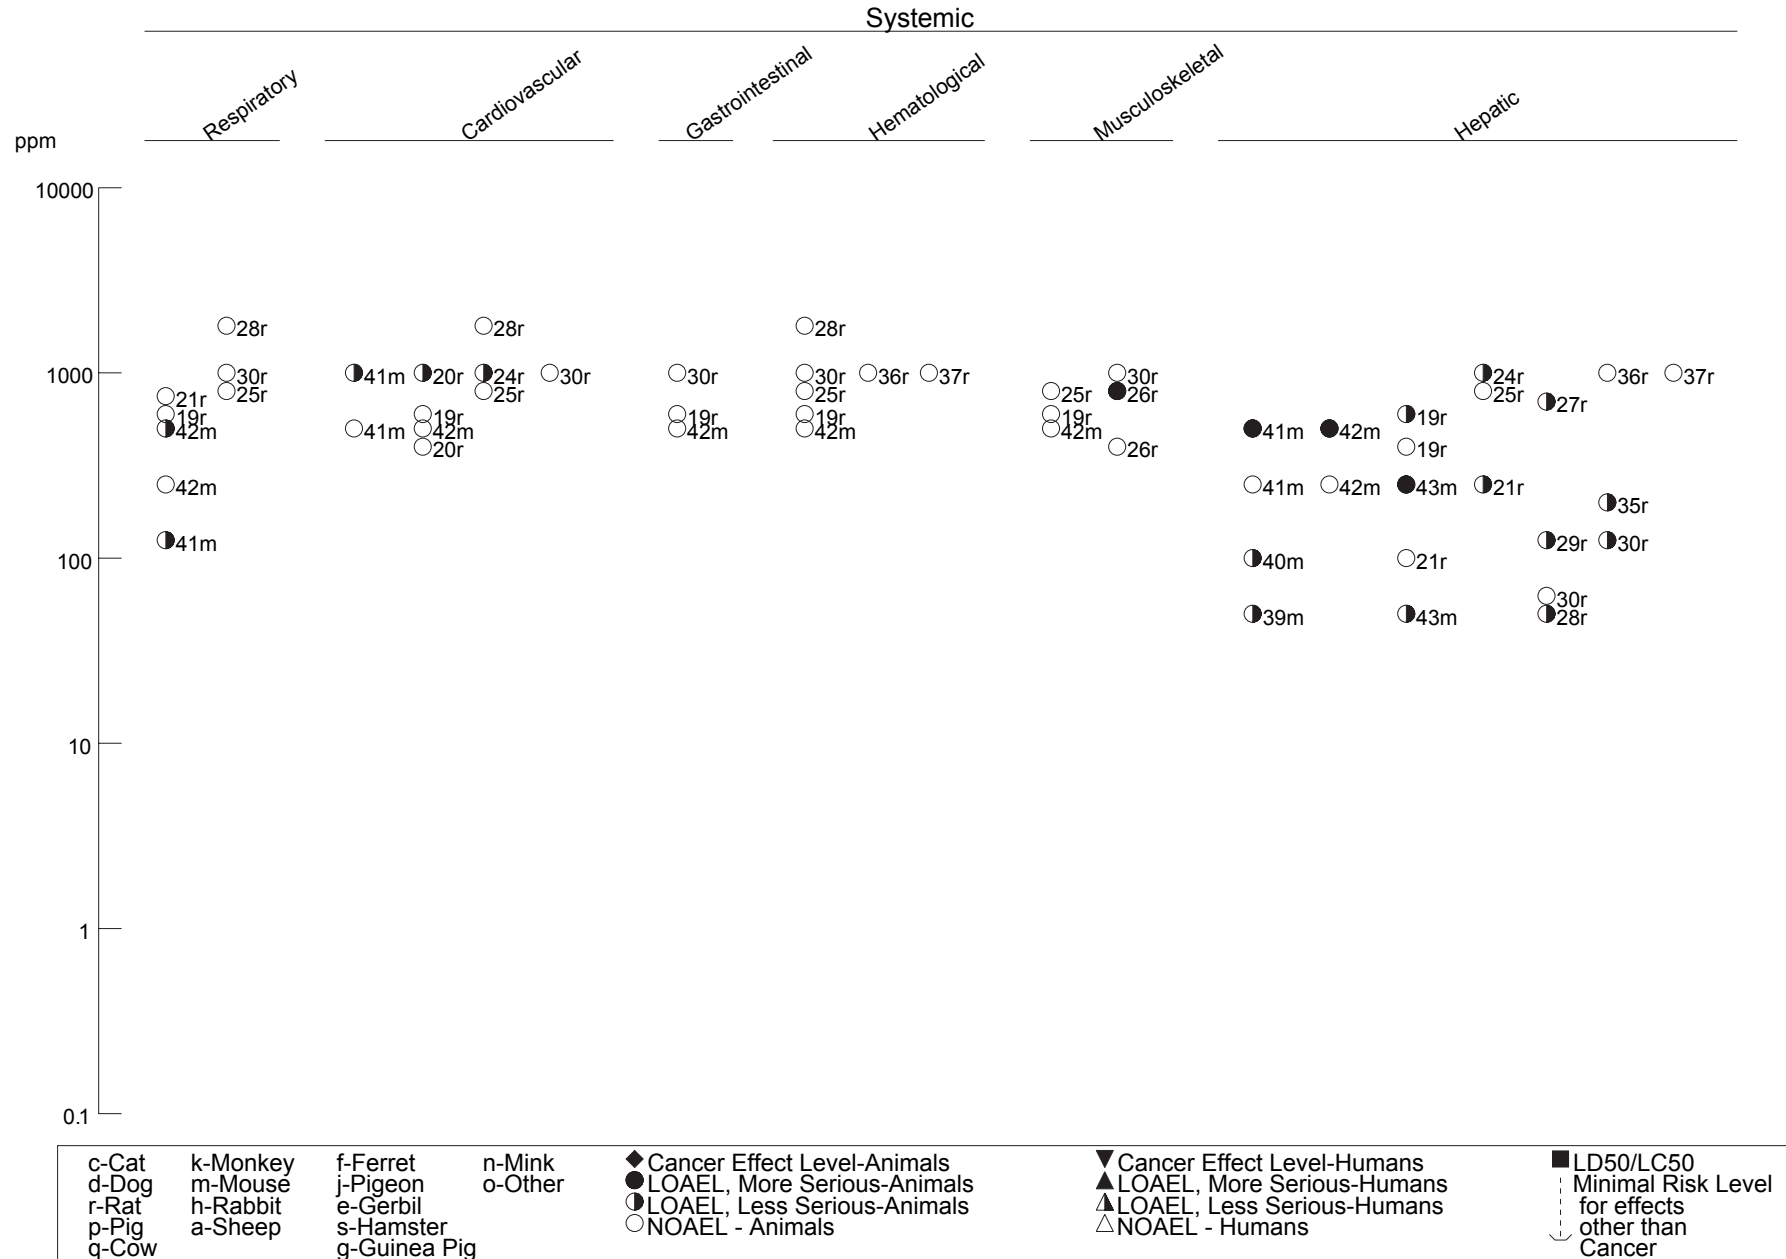 Systemic
Respiratory
Cardiovascular
Gastrointestinal
Hematological
Musculoskeletal
Hepatic
ppm
10000
28r
28r
28r
1000
30r
41m
20r
24r
30r
30r
30r
36r
37r
30r
24r
36r
37r
21r
25r
25r
25r
25r
26r
25r
27r
19r
19r
19r
19r
19r
19r
42m
41m
42m
42m
42m
42m
41m
42m
20r
26r
19r
42m
41m
42m
43m
21r
35r
41m
29r
30r
100
40m
21r
30r
39m
43m
28r
10
1
0.1
c-Cat k-Monkey f-Ferret n-Mink ◆Cancer Effect Level-Animals ▼Cancer Effect Level-Humans ■LD50/LC50
d-Dog m-Mouse j-Pigeon o-Other ●LOAEL, More Serious-Animals ▲LOAEL, More Serious-Humans Minimal Risk Level
r-Rat h-Rabbit e-Gerbil ◑LOAEL, Less Serious-Animals ◮LOAEL, Less Serious-Humans for effects
p-Pig a-Sheep s-Hamster ○NOAEL - Animals △NOAEL - Humans other than
q-Cow g-Guinea Pig Cancer